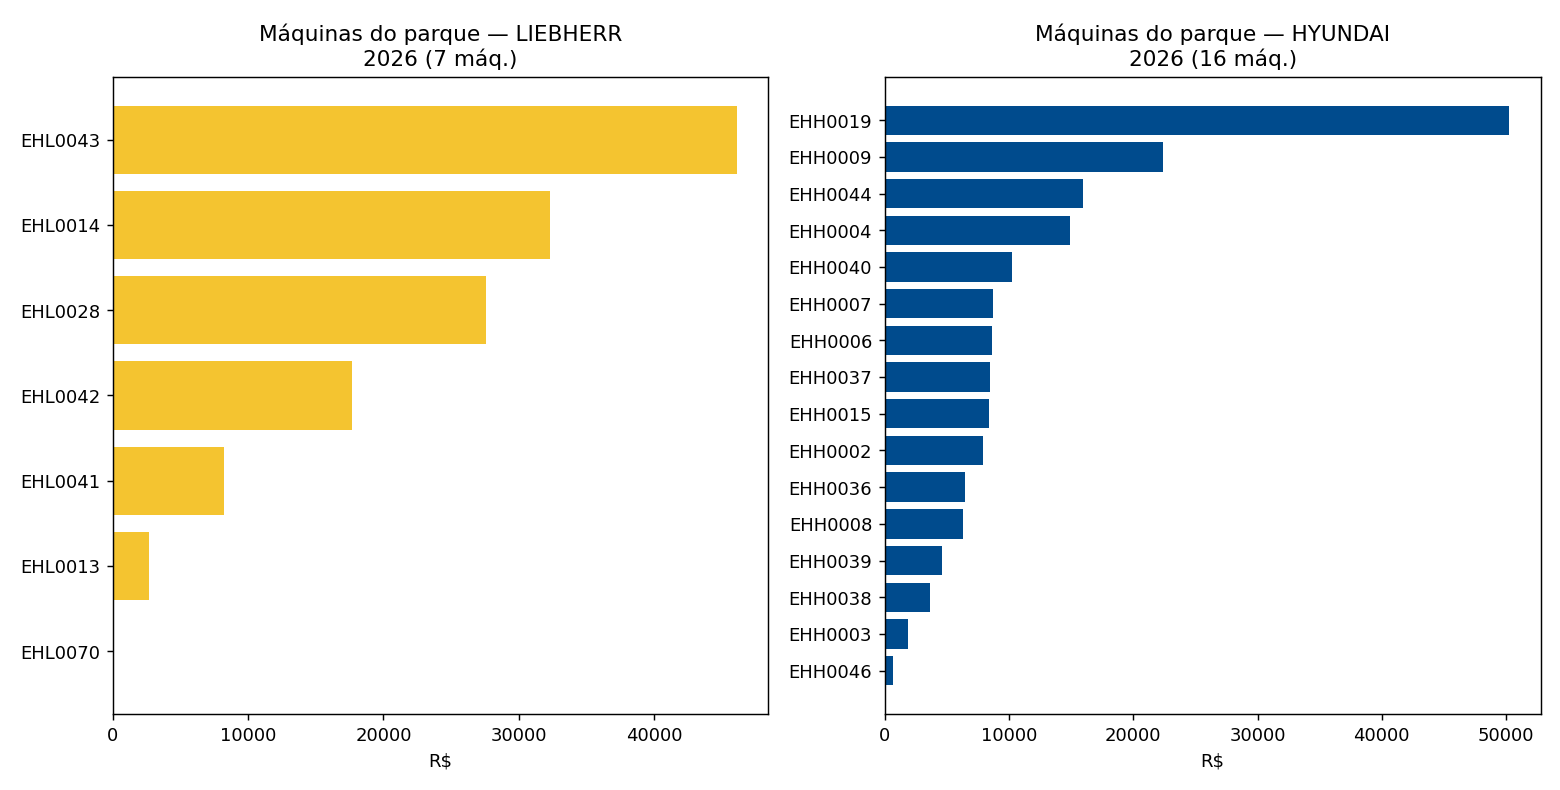 Máquinas do parque — LIEBHERR
2026 (7 máq.)
EHL0043
EHL0014
EHL0028
EHL0042
EHL0041
EHL0013
EHL0070
0 10000 20000 30000 40000
R$
Máquinas do parque — HYUNDAI
2026 (16 máq.)
EHH0019
EHH0009
EHH0044
EHH0004
EHH0040
EHH0007
EHH0006
EHH0037
EHH0015
EHH0002
EHH0036
EHH0008
EHH0039
EHH0038
EHH0003
EHH0046
0 10000 20000 30000 40000 50000
R$